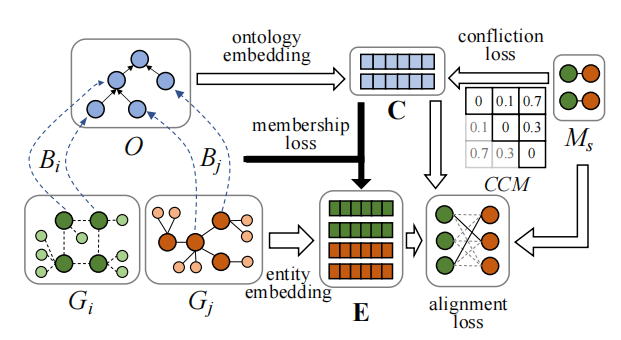 ontology
embedding
confliction
loss
O
C
B_i
B_j
membership
loss
0 0.1 0.7
0.1 0 0.3
0.7 0.3 0
CCM
M_s
G_i
G_j
entity
embedding
E
alignment
loss